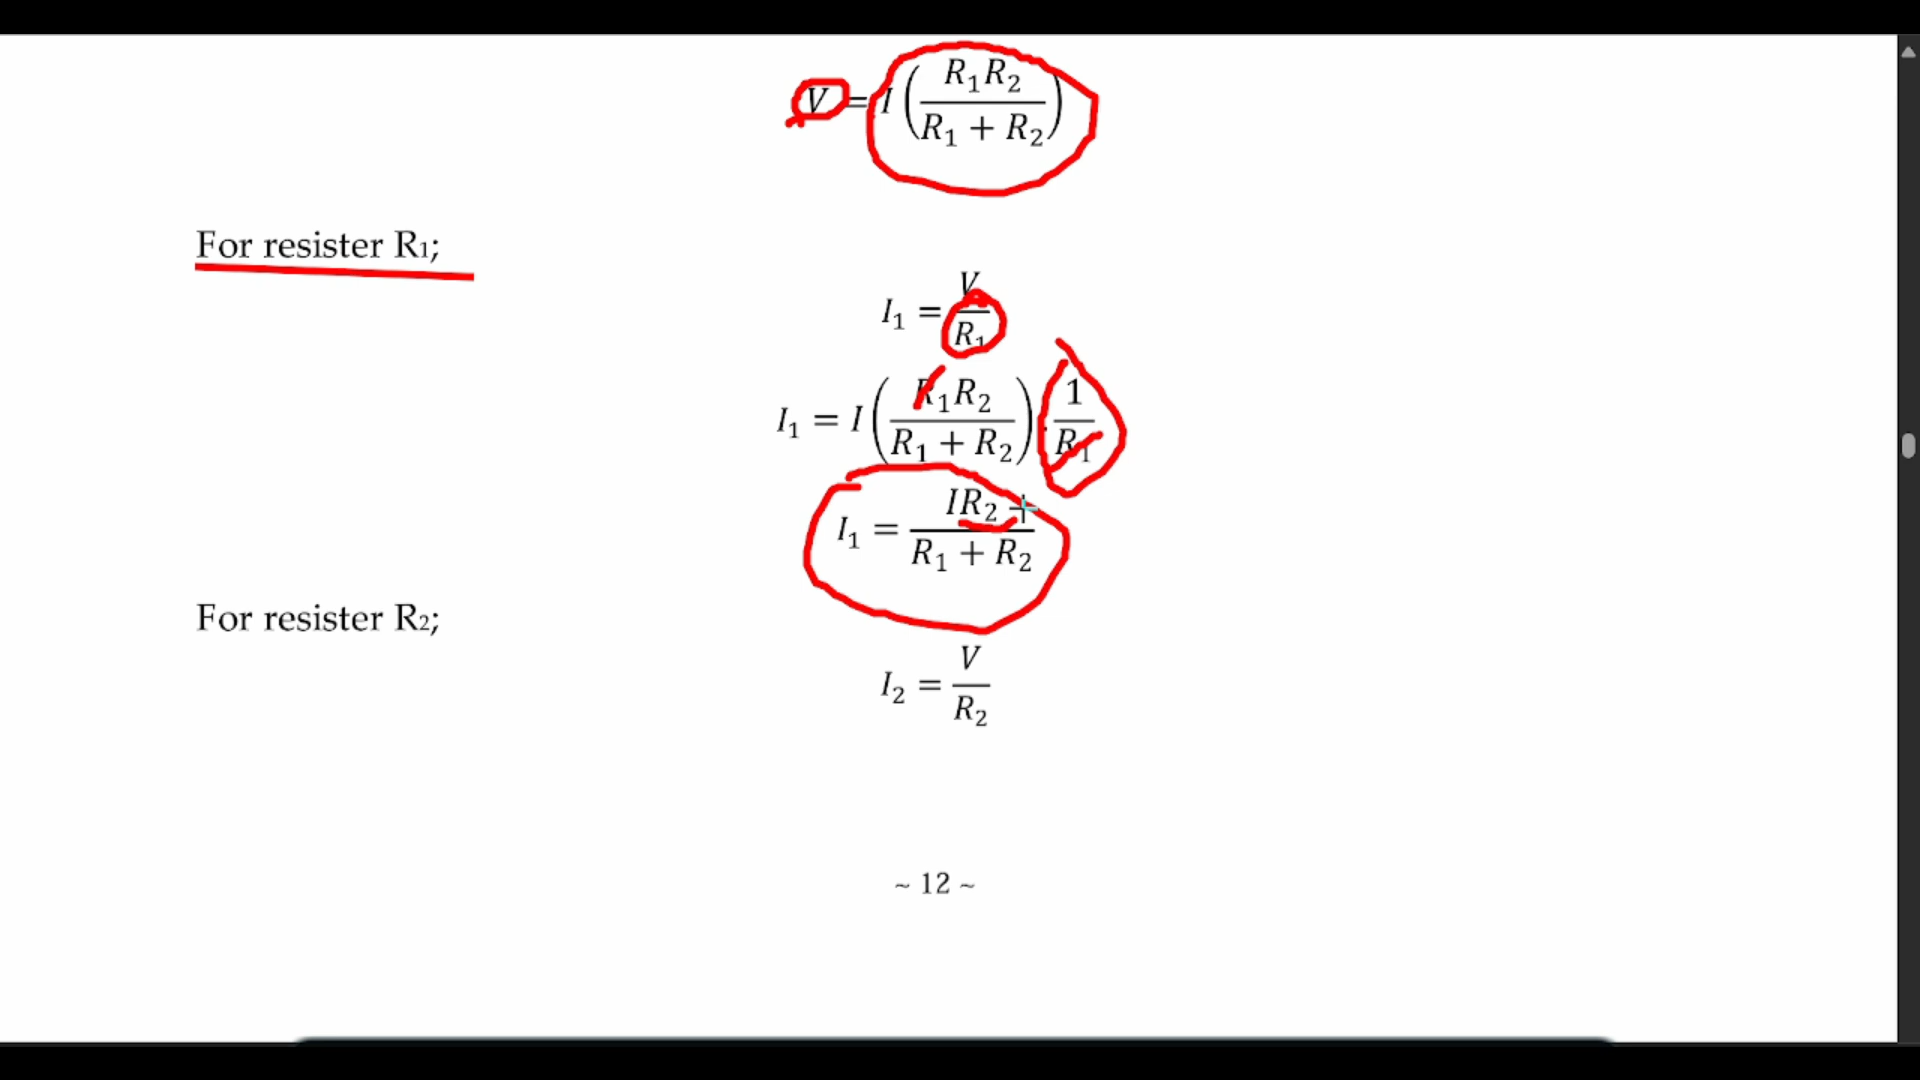 V = I (R₁R₂ / R₁ + R₂)
For resister R₁;
I₁ = V / R₁
I₁ = I (R₁R₂ / R₁ + R₂) . 1 / R₁
I₁ = IR₂ / R₁ + R₂
For resister R₂;
I₂ = V / R₂
~ 12 ~